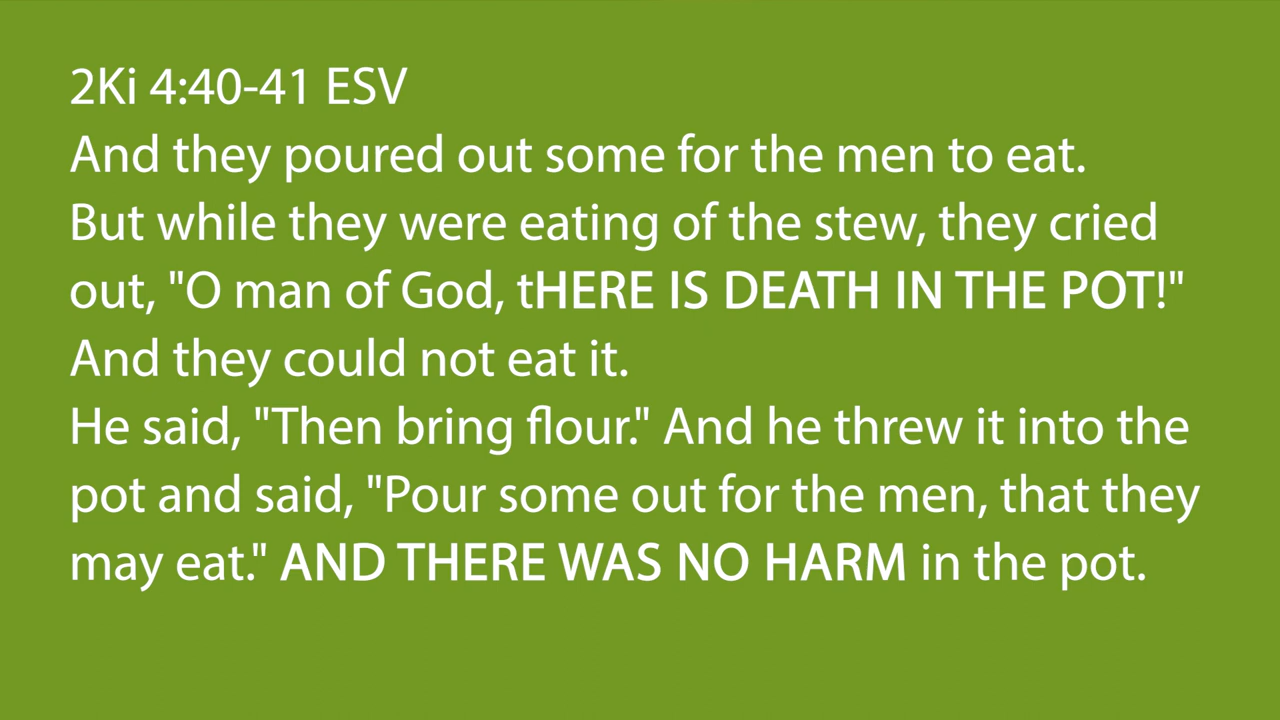 2Ki 4:40-41 ESV
And they poured out some for the men to eat.
But while they were eating of the stew, they cried
out, "O man of God, tHERE IS DEATH IN THE POT!"
And they could not eat it.
He said, "Then bring flour." And he threw it into the
pot and said, "Pour some out for the men, that they
may eat." AND THERE WAS NO HARM in the pot.